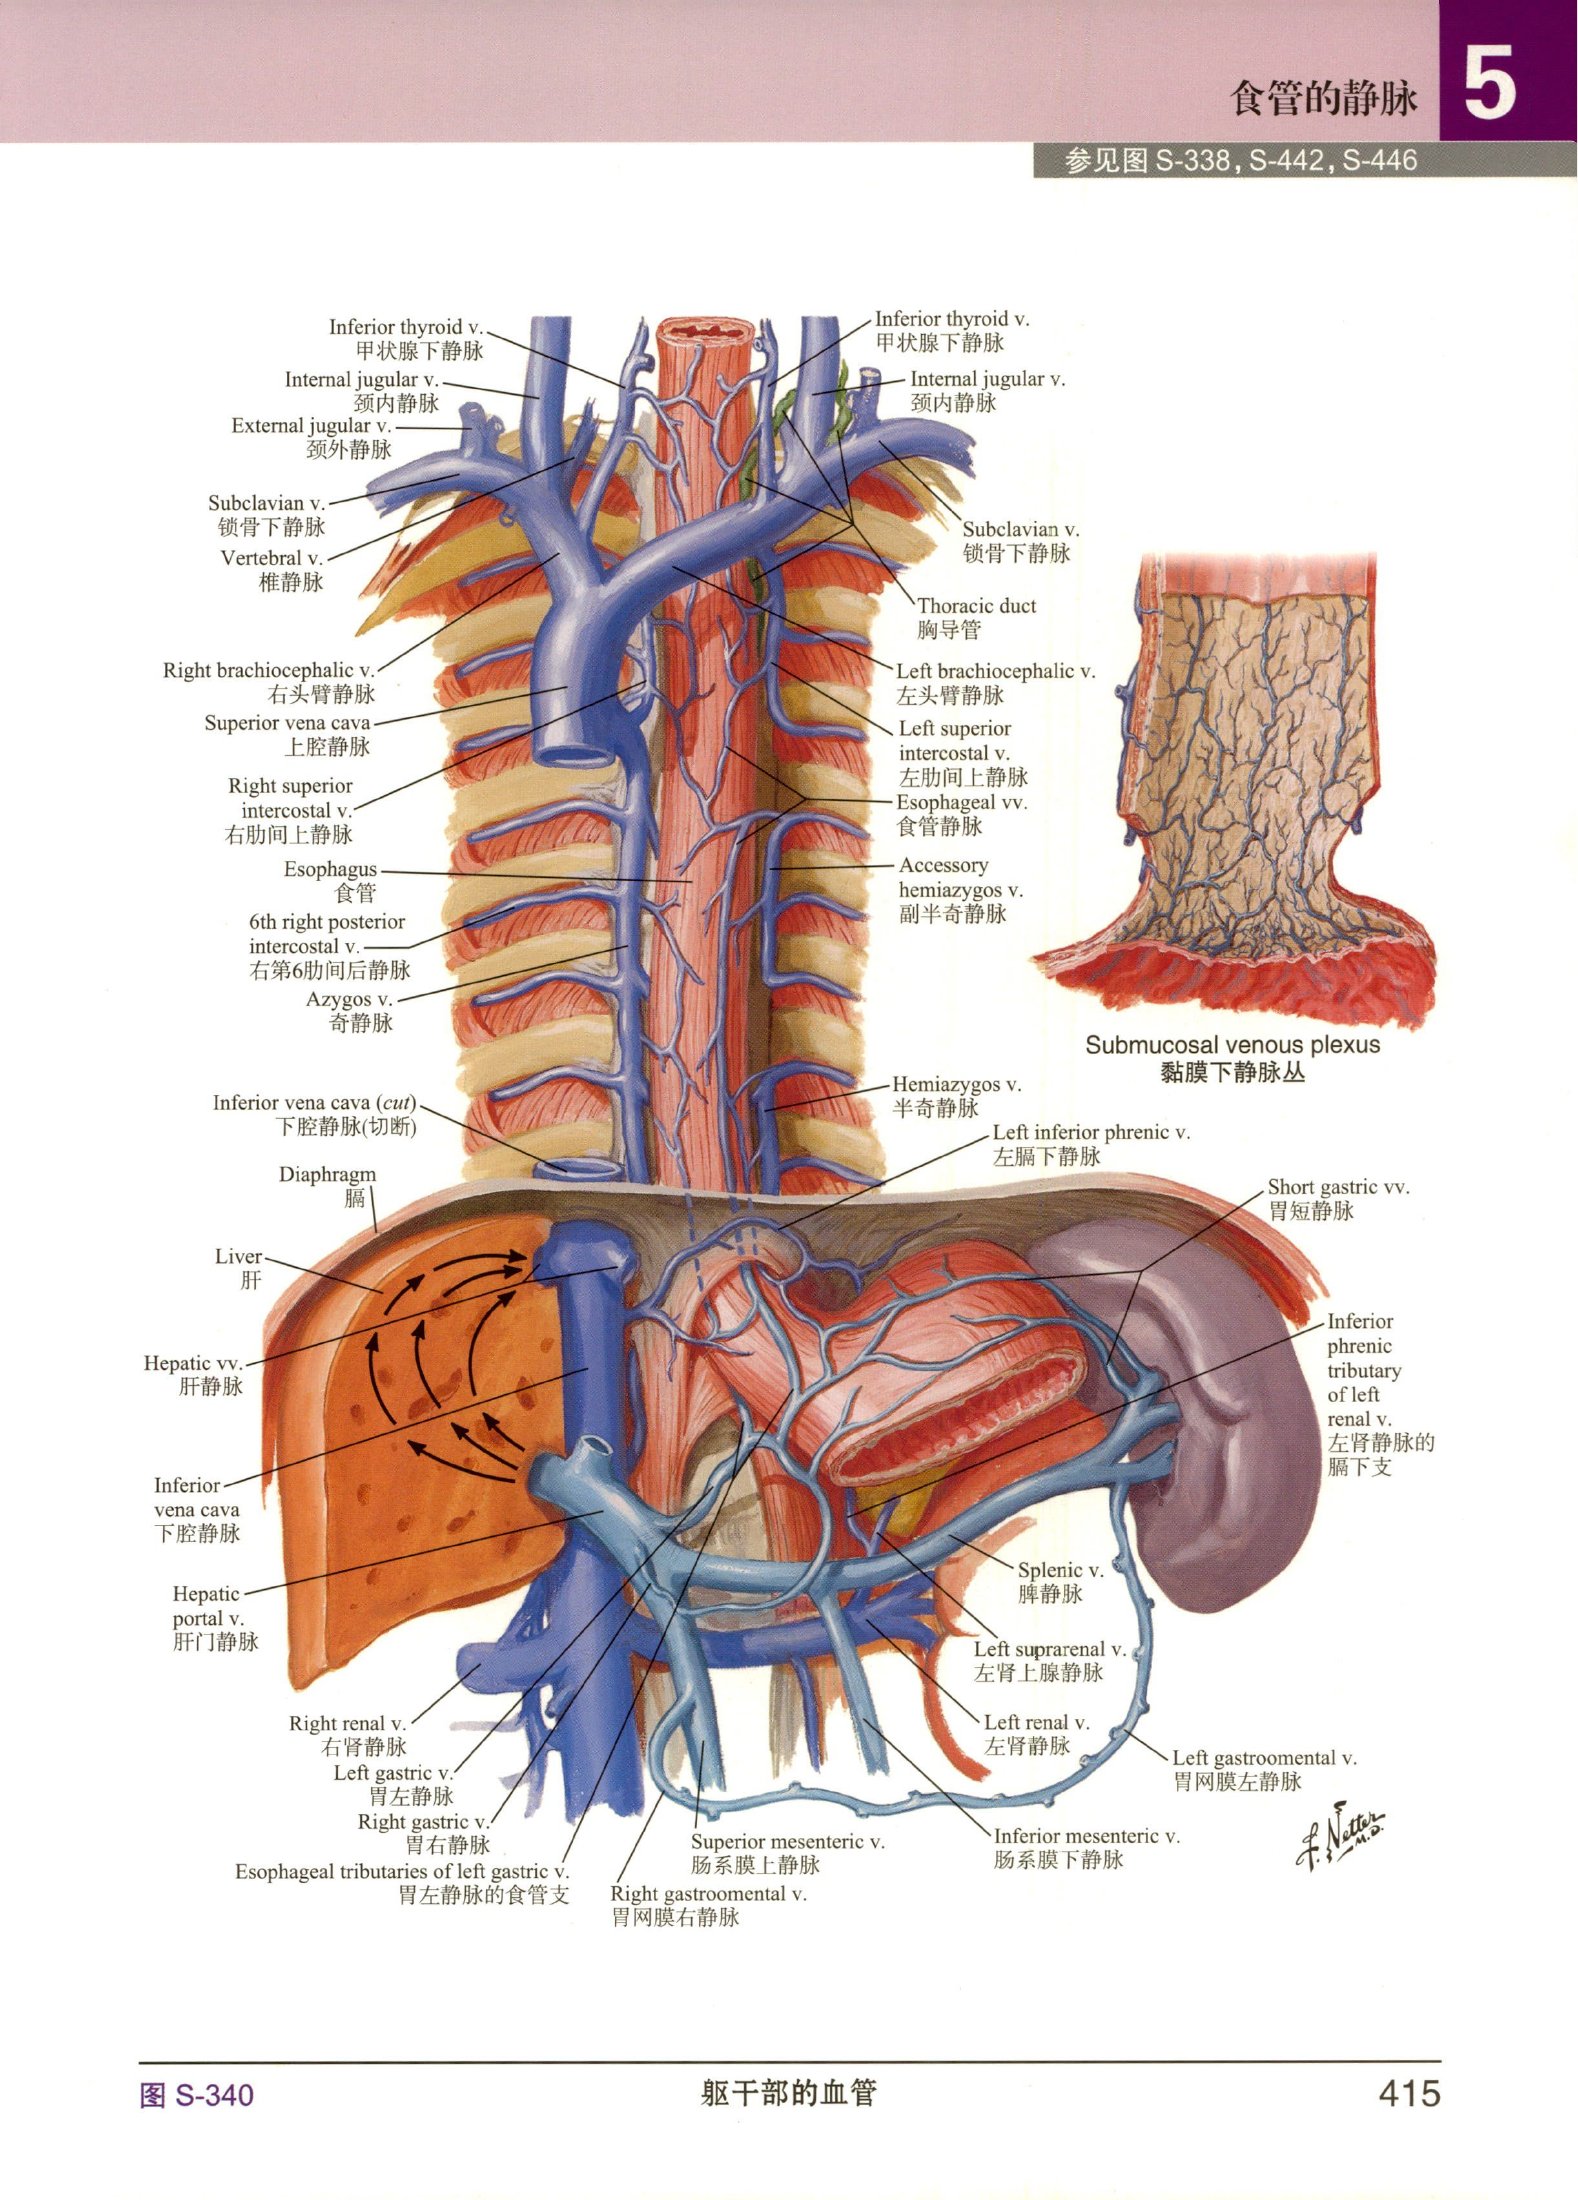 食管的静脉
5
参见图 S-338, S-442, S-446
Inferior thyroid v.
甲状腺下静脉
Internal jugular v.
颈内静脉
External jugular v.
颈外静脉
Subclavian v.
锁骨下静脉
Vertebral v.
椎静脉
Right brachiocephalic v.
右头臂静脉
Superior vena cava
上腔静脉
Right superior
intercostal v.
右肋间上静脉
Esophagus
食管
6th right posterior
intercostal v.
右第6肋间后静脉
Azygos v.
奇静脉
Inferior vena cava (cut)
下腔静脉(切断)
Diaphragm
膈
Liver
肝
Hepatic vv.
肝静脉
Inferior
vena cava
下腔静脉
Hepatic
portal v.
肝门静脉
Right renal v.
右肾静脉
Left gastric v.
胃左静脉
Right gastric v.
胃右静脉
Esophageal tributaries of left gastric v.
胃左静脉的食管支
Inferior thyroid v.
甲状腺下静脉
Internal jugular v.
颈内静脉
Subclavian v.
锁骨下静脉
Thoracic duct
胸导管
Left brachiocephalic v.
左头臂静脉
Left superior
intercostal v.
左肋间上静脉
Esophageal vv.
食管静脉
Accessory
hemiazygos v.
副半奇静脉
Submucosal venous plexus
黏膜下静脉丛
Hemiazygos v.
半奇静脉
Left inferior phrenic v.
左膈下静脉
Short gastric vv.
胃短静脉
Inferior
phrenic
tributary
of left
renal v.
左肾静脉的
膈下支
Splenic v.
脾静脉
Left suprarenal v.
左肾上腺静脉
Left renal v.
左肾静脉
Left gastroomental v.
胃网膜左静脉
Inferior mesenteric v.
肠系膜下静脉
Superior mesenteric v.
肠系膜上静脉
Right gastroomental v.
胃网膜右静脉
F. Netter
M.D.
图 S-340
躯干部的血管
415